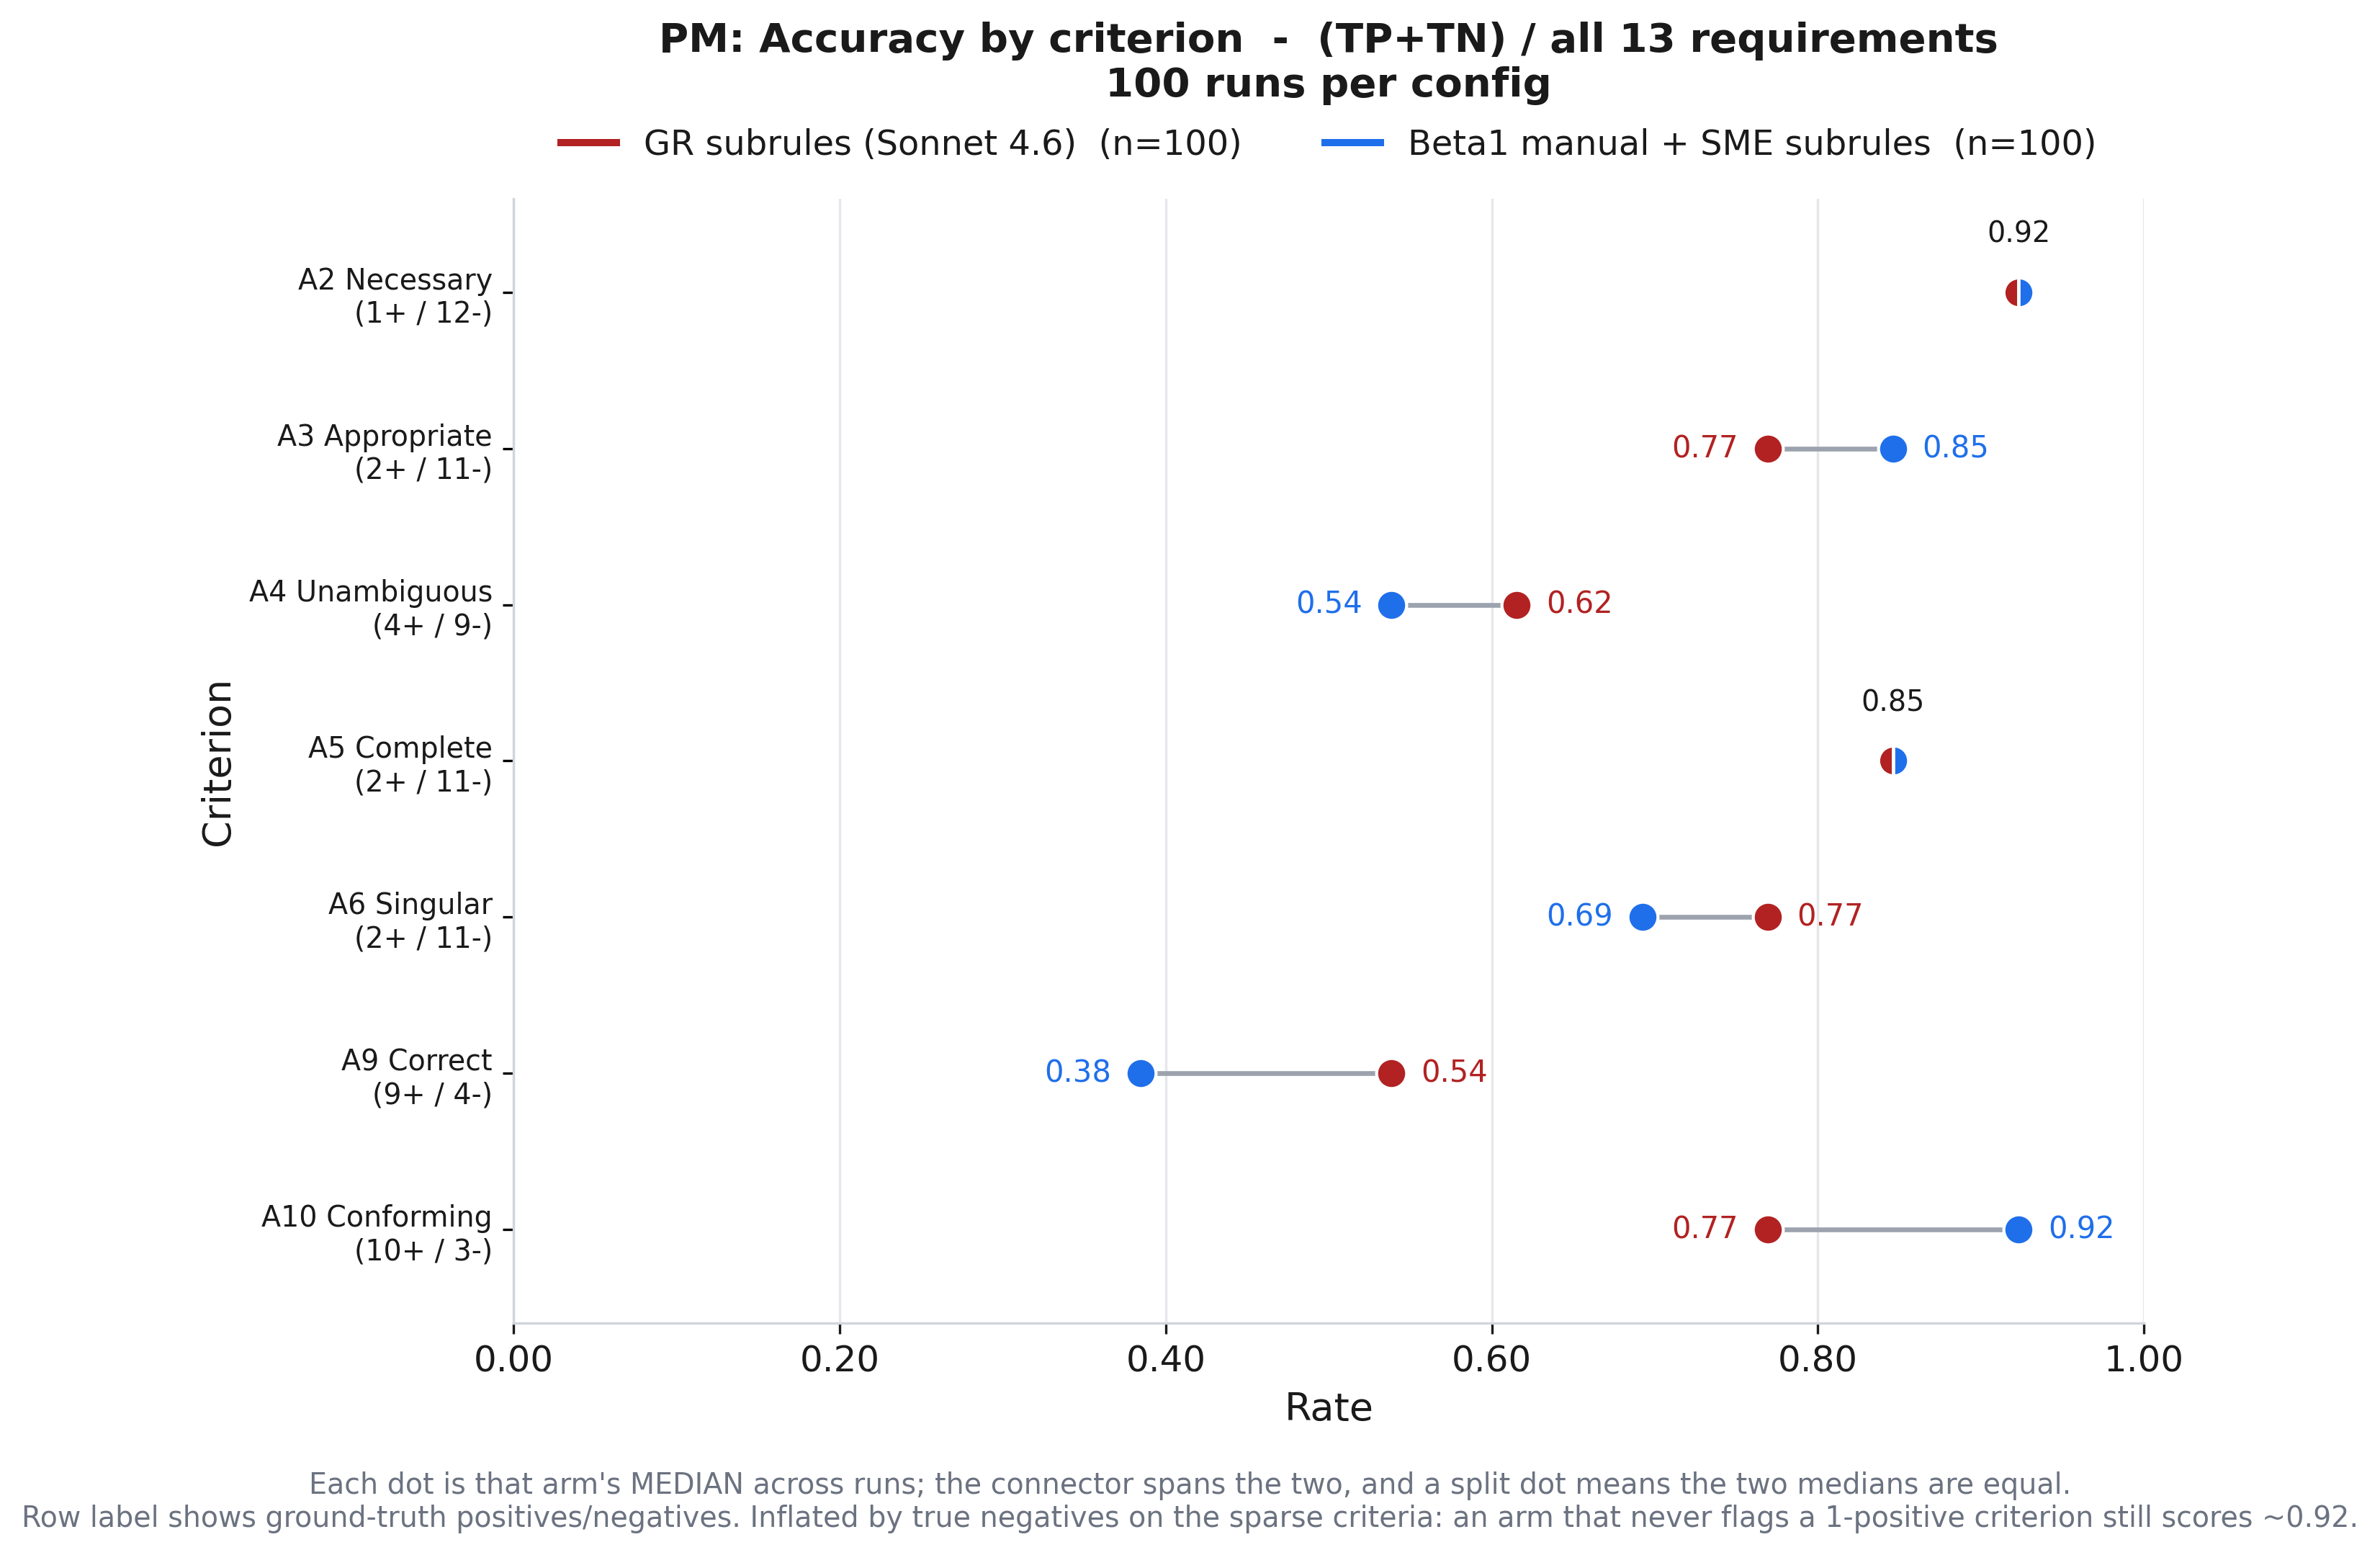 PM: Accuracy by criterion - (TP+TN) / all 13 requirements
100 runs per config
GR subrules (Sonnet 4.6) (n=100)
Beta1 manual + SME subrules (n=100)
0.92
A2 Necessary
(1+ / 12-)
A3 Appropriate
(2+ / 11-)
0.77
0.85
A4 Unambiguous
(4+ / 9-)
0.54
0.62
0.85
A5 Complete
(2+ / 11-)
Criterion
A6 Singular
(2+ / 11-)
0.69
0.77
A9 Correct
(9+ / 4-)
0.38
0.54
A10 Conforming
(10+ / 3-)
0.77
0.92
0.00
0.20
0.40
0.60
0.80
1.00
Rate
Each dot is that arm's MEDIAN across runs; the connector spans the two, and a split dot means the two medians are equal.
Row label shows ground-truth positives/negatives. Inflated by true negatives on the sparse criteria: an arm that never flags a 1-positive criterion still scores ~0.92.